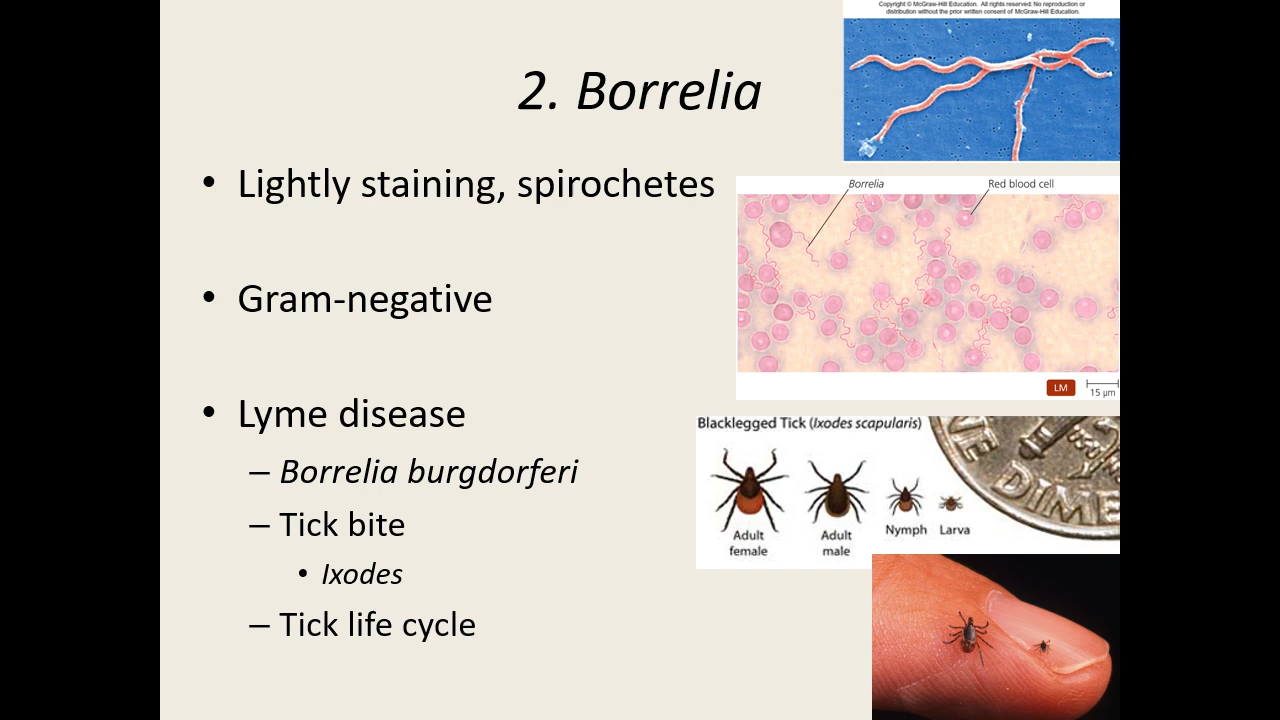 Copyright © McGraw-Hill Education. All rights reserved. No reproduction or
distribution without the prior written consent of McGraw-Hill Education.
2. Borrelia
• Lightly staining, spirochetes
Borrelia
Red blood cell
• Gram-negative
LM
15 µm
• Lyme disease
– Borrelia burgdorferi
– Tick bite
• Ixodes
– Tick life cycle
Blacklegged Tick (Ixodes scapularis)
Adult
female
Adult
male
Nymph
Larva
NE
DIME